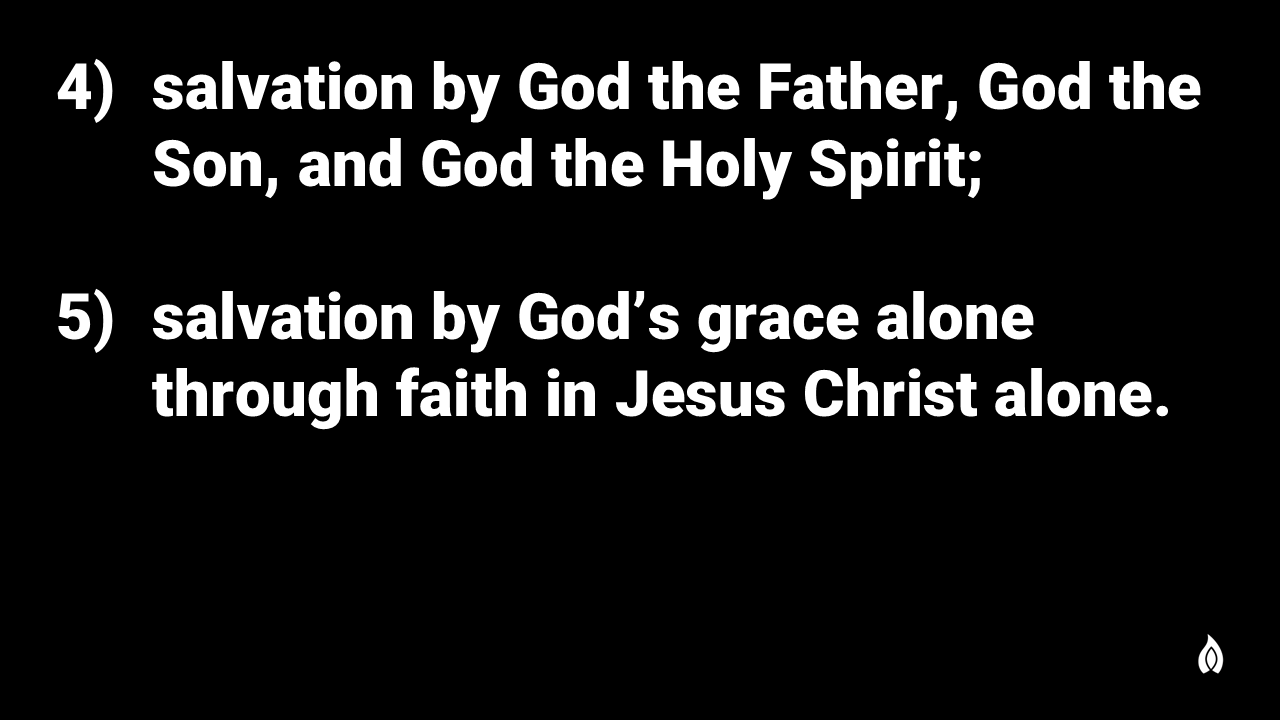 4) salvation by God the Father, God the
Son, and God the Holy Spirit;
5) salvation by God’s grace alone
through faith in Jesus Christ alone.